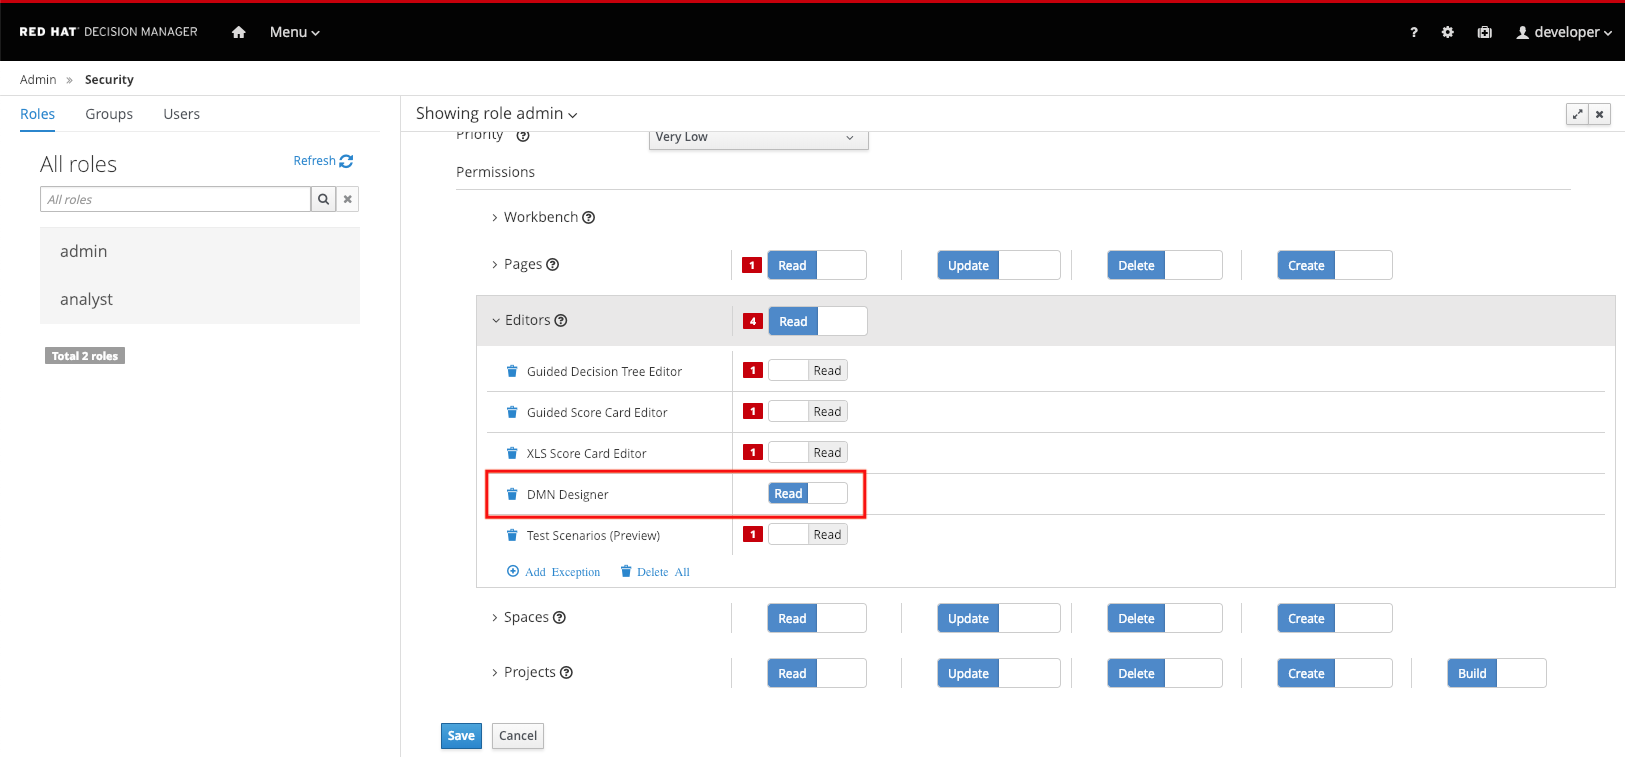 RED HAT DECISION MANAGER Menu ? developer
Admin » Security
Roles Groups Users
Showing role admin
All roles
Refresh
All roles
admin
analyst
Total 2 roles
Priority ? Very Low
Permissions
Workbench ?
Pages ? 1 Read Update Delete Create
Editors ? 4 Read
Guided Decision Tree Editor 1 Read
Guided Score Card Editor 1 Read
XLS Score Card Editor 1 Read
DMN Designer Read
Test Scenarios (Preview) 1 Read
Add Exception Delete All
Spaces ? Read Update Delete Create
Projects ? Read Update Delete Create Build
Save Cancel